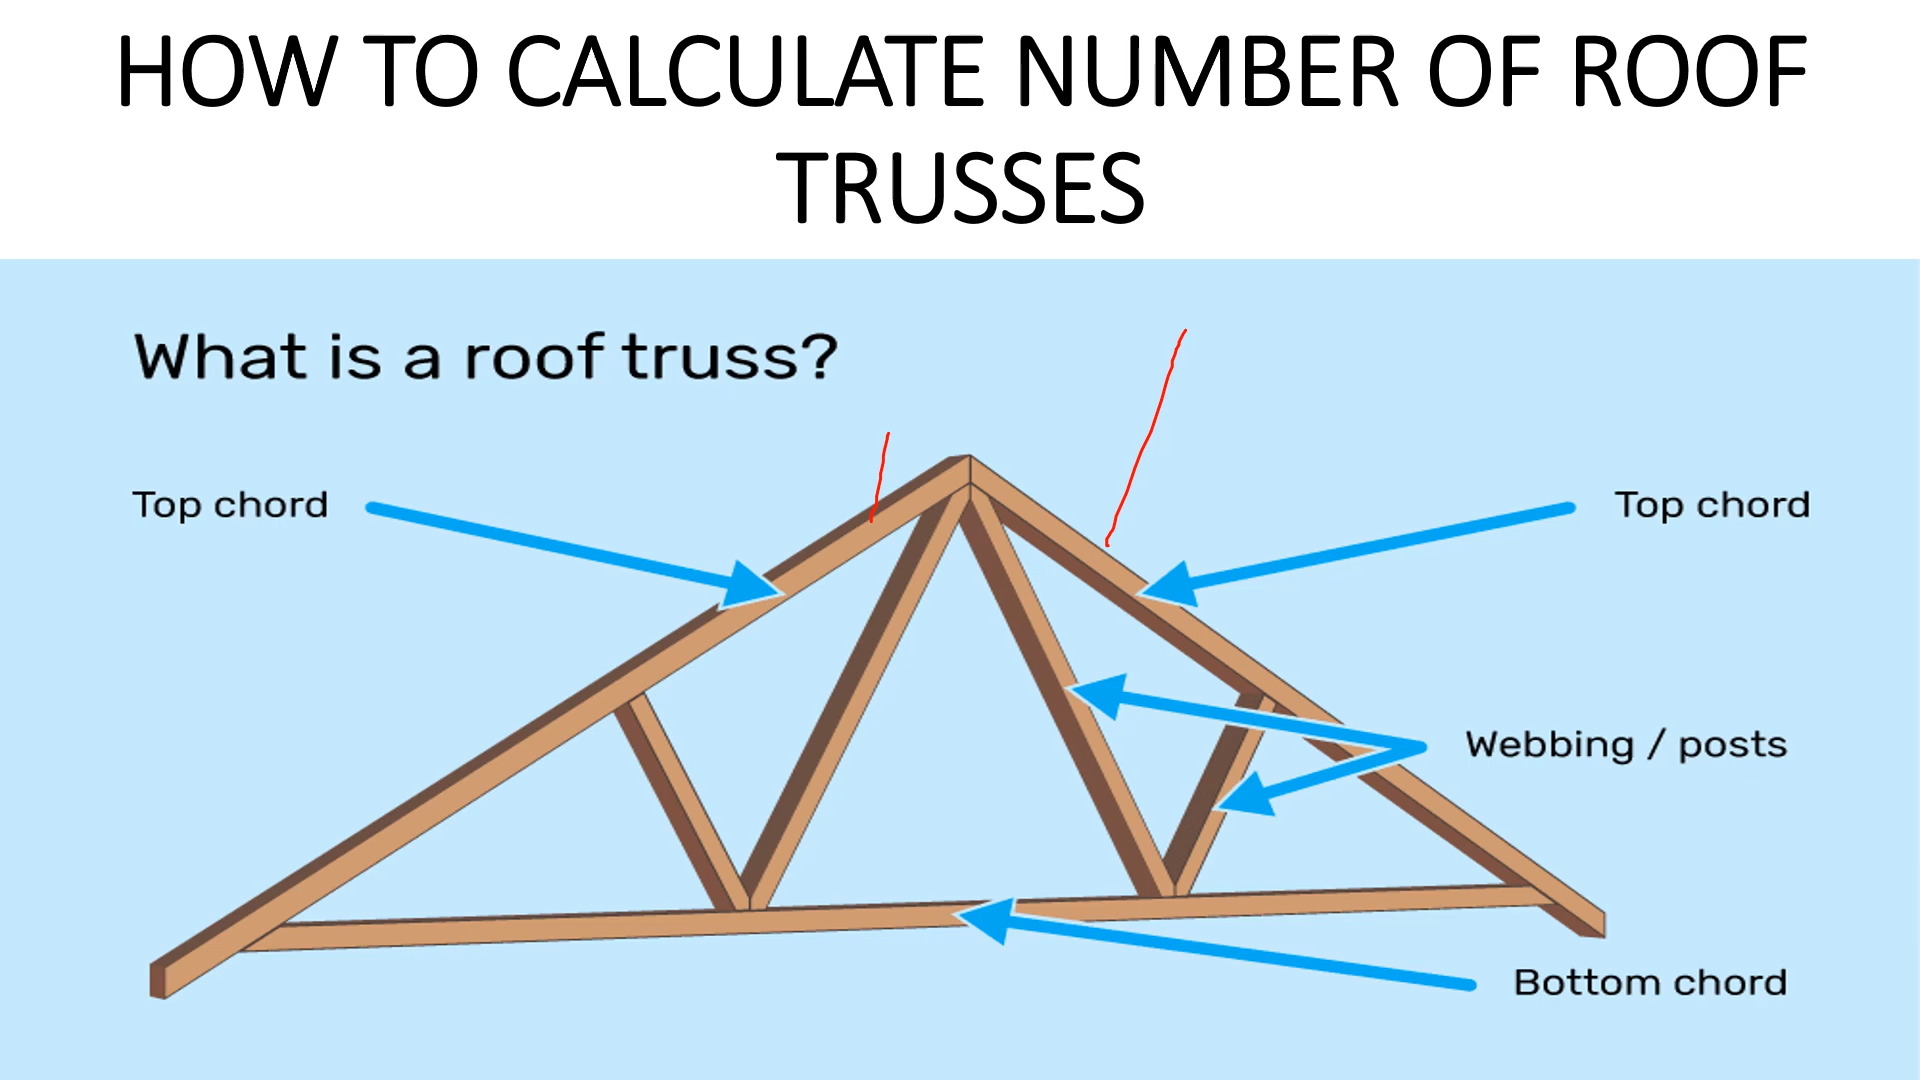 HOW TO CALCULATE NUMBER OF ROOF
TRUSSES
What is a roof truss?
Top chord
Top chord
Webbing / posts
Bottom chord